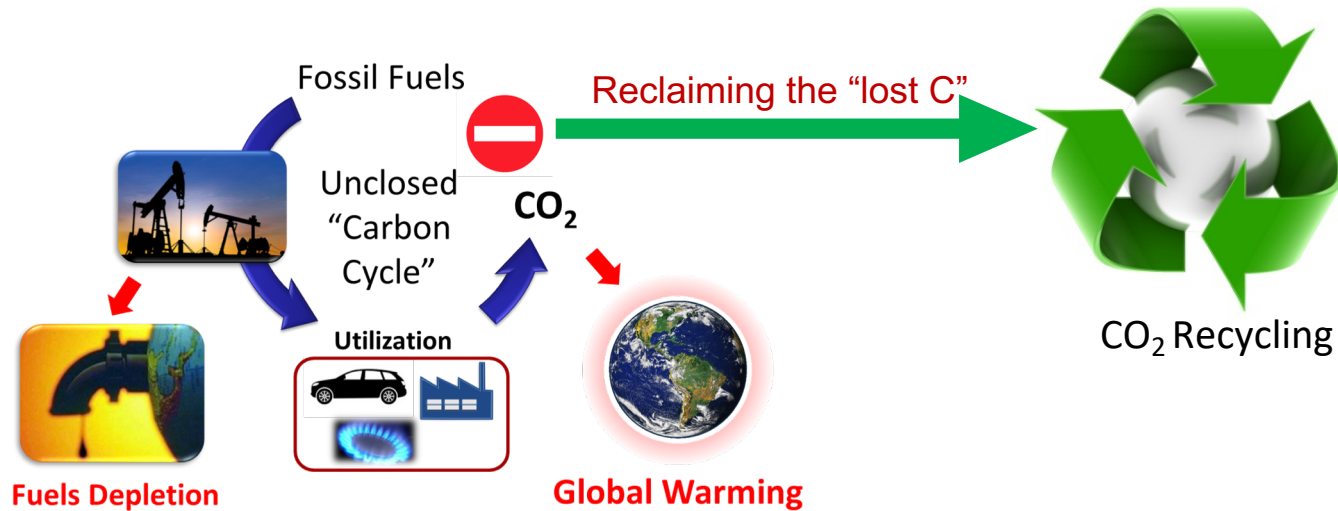 Fossil Fuels
Reclaiming the “lost C”
Unclosed
“Carbon
Cycle”
CO₂
Utilization
CO₂ Recycling
Fuels Depletion
Global Warming